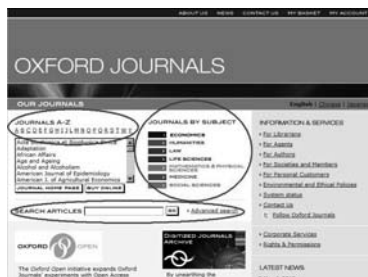 ABOUT US NEWS CONTACT US MY BASKET MY ACCOUNT
OXFORD JOURNALS
OUR JOURNALS
English | Chinese | Japanese
JOURNALS A-Z
A B C D E F G H I J L M N O P Q R S T W Y
Adaptation
African Affairs
Age and Ageing
Alcohol and Alcoholism
American Journal of Epidemiology
American J. of Agricultural Economics
JOURNAL HOME PAGE BUY ONLINE
JOURNALS BY SUBJECT
ECONOMICS
HUMANITIES
LAW
LIFE SCIENCES
MATHEMATICS & PHYSICAL
SCIENCES
MEDICINE
SOCIAL SCIENCES
SEARCH ARTICLES GO Advanced search
INFORMATION & SERVICES
For Librarians
For Agents
For Authors
For Societies and Members
For Personal Customers
Environmental and Ethical Policies
System status
Contact us
Follow Oxford Journals
Corporate Services
Rights & Permissions
LATEST NEWS
OXFORD OPEN
The Oxford Open initiative expands Oxford
Journals' experiments with Open Access
DIGITIZED JOURNALS
ARCHIVE
By unearthing the